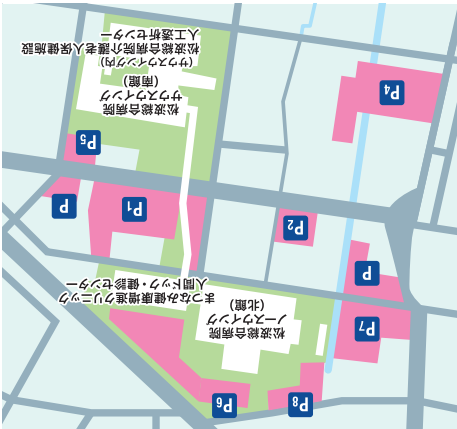 P8
P6
松波総合病院
ノースウイング
(北館)
P7
まつなみ健康増進クリニック
人間ドック・健診センター
P
P2
P1
P
P5
松波総合病院
サウスウイング
(南館)
P4
(サウスウイング内)
松波総合病院介護老人保健施設
人工透析センター